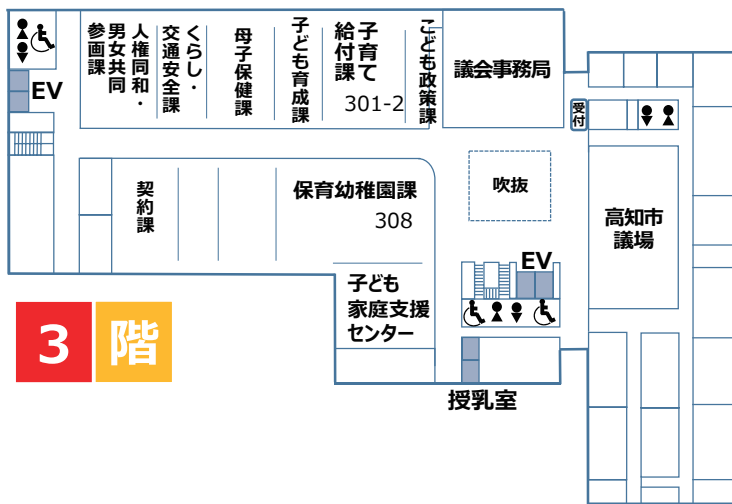 人権同和・
男女共同
参画課
くらし・
交通安全課
母子保健課
子ども育成課
子育て
給付課
301-2
こども政策課
議会事務局
EV
受付
契約課
保育幼稚園課
308
吹抜
高知市
議場
EV
子ども
家庭支援
センター
3 階
授乳室